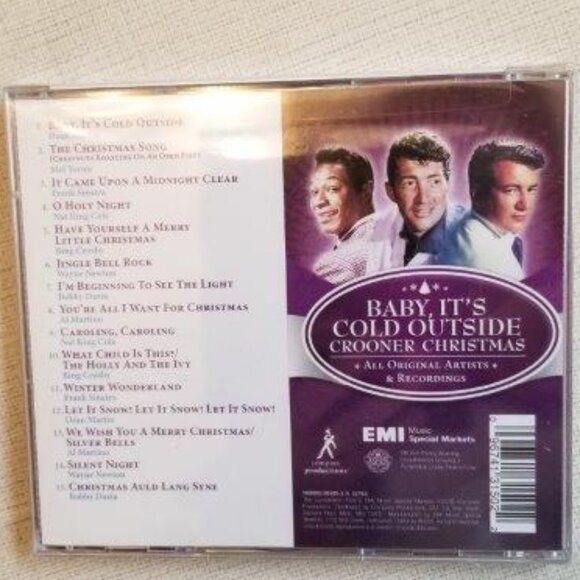 1. Baby, It's Cold Outside
Dean
2. The Christmas Song
(Chestnuts Roasting On An Open Fire)
Mel Torme
3. It Came Upon A Midnight Clear
Frank Sinatra
4. O Holy Night
Nat King Cole
5. Have Yourself A Merry
Little Christmas
Bing Crosby
6. Jingle Bell Rock
Wayne Newton
7. I'm Beginning To See The Light
Bobby Darin
8. You're All I Want For Christmas
Al Martino
9. Caroling, Caroling
Nat King Cole
10. What Child Is This?/
The Holly And The Ivy
Bing Crosby
11. Winter Wonderland
Frank Sinatra
12. Let It Snow! Let It Snow! Let It Snow!
Dean Martin
13. We Wish You A Merry Christmas/
Silver Bells
Al Martino
14. Silent Night
Wayne Newton
15. Christmas Auld Lang Syne
Bobby Darin
Baby, It's
Cold Outside
Crooner Christmas
All Original Artists
& Recordings
compass
productions
EMI Music
Special Markets
0 96741 31502 2